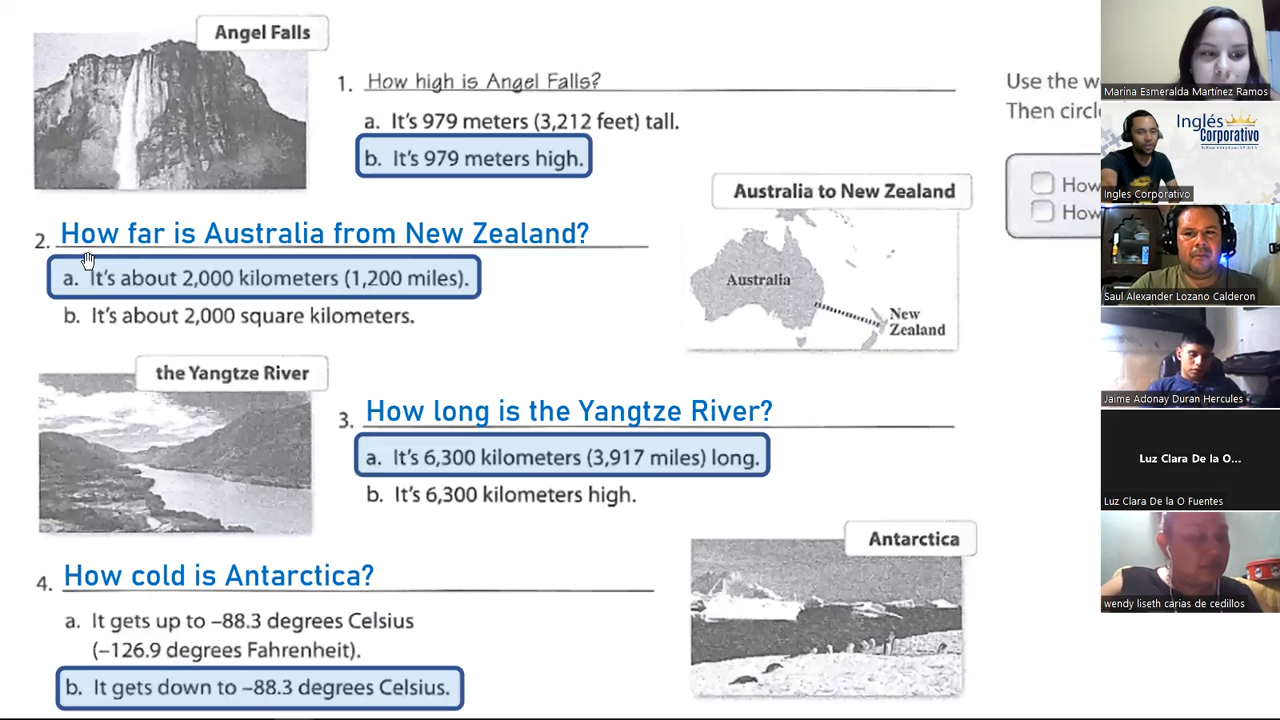 Angel Falls
1. How high is Angel Falls?
a. It's 979 meters (3,212 feet) tall.
b. It's 979 meters high.
Australia to New Zealand
2. How far is Australia from New Zealand?
a. It's about 2,000 kilometers (1,200 miles).
b. It's about 2,000 square kilometers.
Australia
New
Zealand
the Yangtze River
3. How long is the Yangtze River?
a. It's 6,300 kilometers (3,917 miles) long.
b. It's 6,300 kilometers high.
Antarctica
4. How cold is Antarctica?
a. It gets up to –88.3 degrees Celsius
(–126.9 degrees Fahrenheit).
b. It gets down to –88.3 degrees Celsius.
Use the
Then
How
How
Marina Esmeralda Martínez Ramos
Inglés
Corporativo
Ingles Corporativo
Saul Alexander Lozano Calderon
Jaime Adonay Duran Hercules
Luz Clara De la O...
Luz Clara De la O Fuentes
wendy liseth carias de cedillos